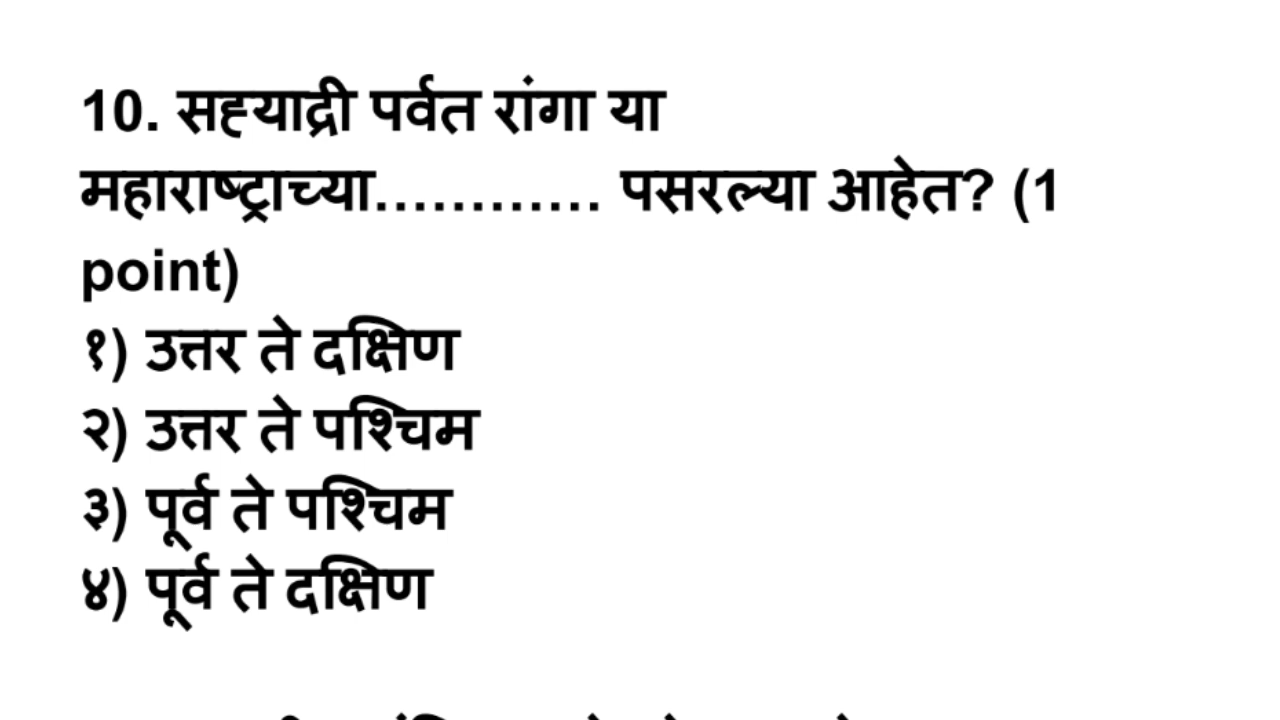 10. सह्याद्री पर्वत रांगा या
महाराष्ट्राच्या………… पसरल्या आहेत? (1
point)
१) उत्तर ते दक्षिण
२) उत्तर ते पश्चिम
३) पूर्व ते पश्चिम
४) पूर्व ते दक्षिण